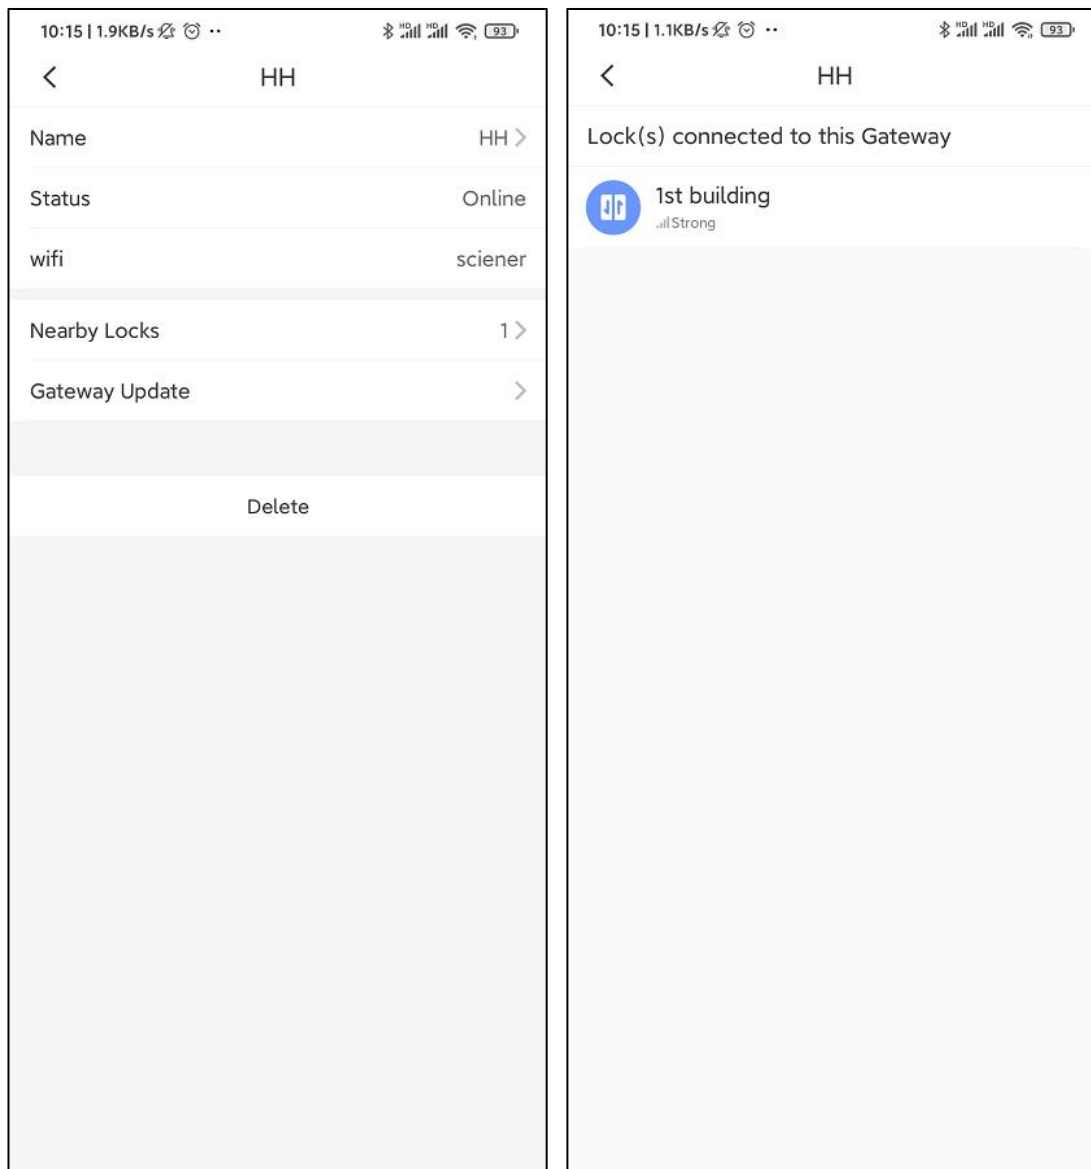 10:15 | 1.9KB/s
93
HH
Name HH
Status Online
wifi sciener
Nearby Locks 1
Gateway Update
Delete
10:15 | 1.1KB/s
93
HH
Lock(s) connected to this Gateway
1st building
Strong